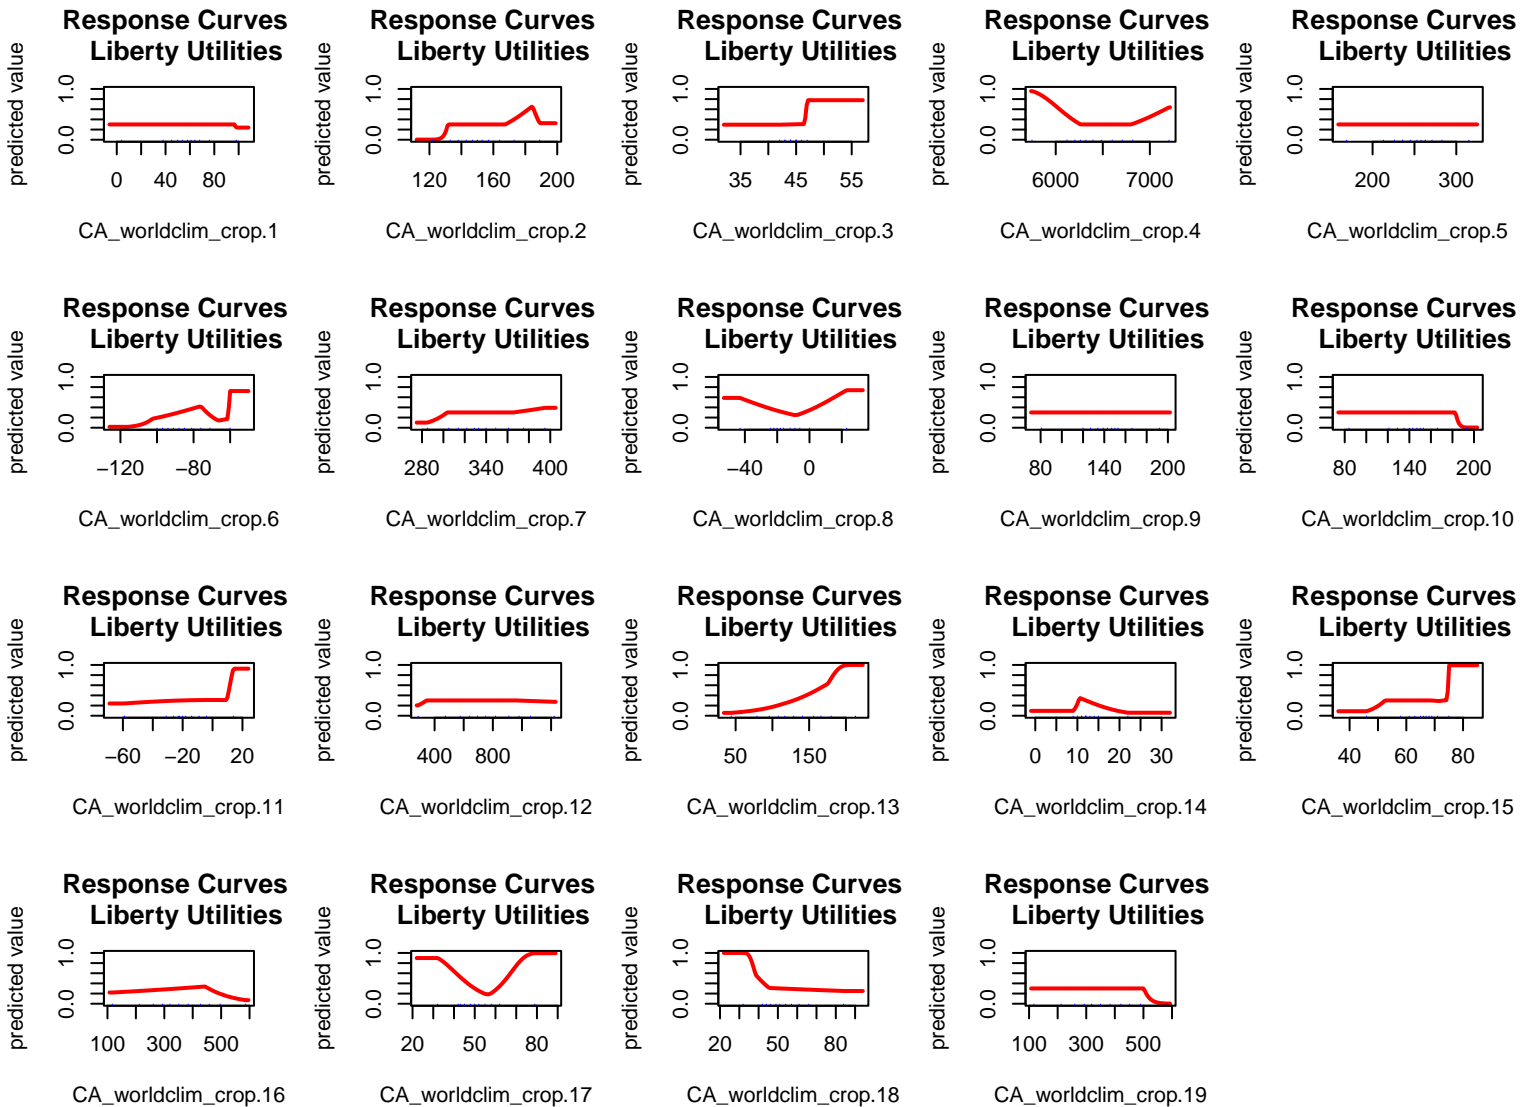 Response Curves
Liberty Utilities
predicted value
0.0 1.0
0 40 80
CA_worldclim_crop.1
Response Curves
Liberty Utilities
predicted value
0.0 1.0
120 160 200
CA_worldclim_crop.2
Response Curves
Liberty Utilities
predicted value
0.0 1.0
35 45 55
CA_worldclim_crop.3
Response Curves
Liberty Utilities
predicted value
0.0 1.0
6000 7000
CA_worldclim_crop.4
Response Curves
Liberty Utilities
predicted value
0.0 1.0
200 300
CA_worldclim_crop.5
Response Curves
Liberty Utilities
predicted value
0.0 1.0
−120 −80
CA_worldclim_crop.6
Response Curves
Liberty Utilities
predicted value
0.0 1.0
280 340 400
CA_worldclim_crop.7
Response Curves
Liberty Utilities
predicted value
0.0 1.0
−40 0
CA_worldclim_crop.8
Response Curves
Liberty Utilities
predicted value
0.0 1.0
80 140 200
CA_worldclim_crop.9
Response Curves
Liberty Utilities
predicted value
0.0 1.0
80 140 200
CA_worldclim_crop.10
Response Curves
Liberty Utilities
predicted value
0.0 1.0
−60 −20 20
CA_worldclim_crop.11
Response Curves
Liberty Utilities
predicted value
0.0 1.0
400 800
CA_worldclim_crop.12
Response Curves
Liberty Utilities
predicted value
0.0 1.0
50 150
CA_worldclim_crop.13
Response Curves
Liberty Utilities
predicted value
0.0 1.0
0 10 20 30
CA_worldclim_crop.14
Response Curves
Liberty Utilities
predicted value
0.0 1.0
40 60 80
CA_worldclim_crop.15
Response Curves
Liberty Utilities
predicted value
0.0 1.0
100 300 500
CA_worldclim_crop.16
Response Curves
Liberty Utilities
predicted value
0.0 1.0
20 50 80
CA_worldclim_crop.17
Response Curves
Liberty Utilities
predicted value
0.0 1.0
20 50 80
CA_worldclim_crop.18
Response Curves
Liberty Utilities
predicted value
0.0 1.0
100 300 500
CA_worldclim_crop.19